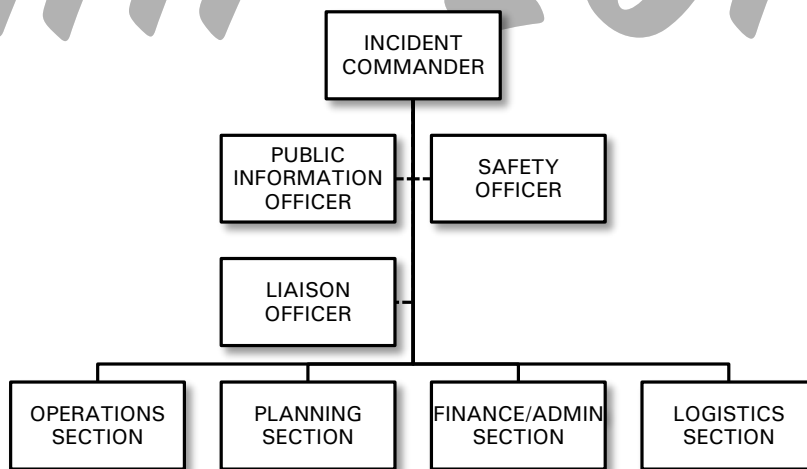 INCIDENT
COMMANDER
PUBLIC
INFORMATION
OFFICER
SAFETY
OFFICER
LIAISON
OFFICER
OPERATIONS
SECTION
PLANNING
SECTION
FINANCE/ADMIN
SECTION
LOGISTICS
SECTION